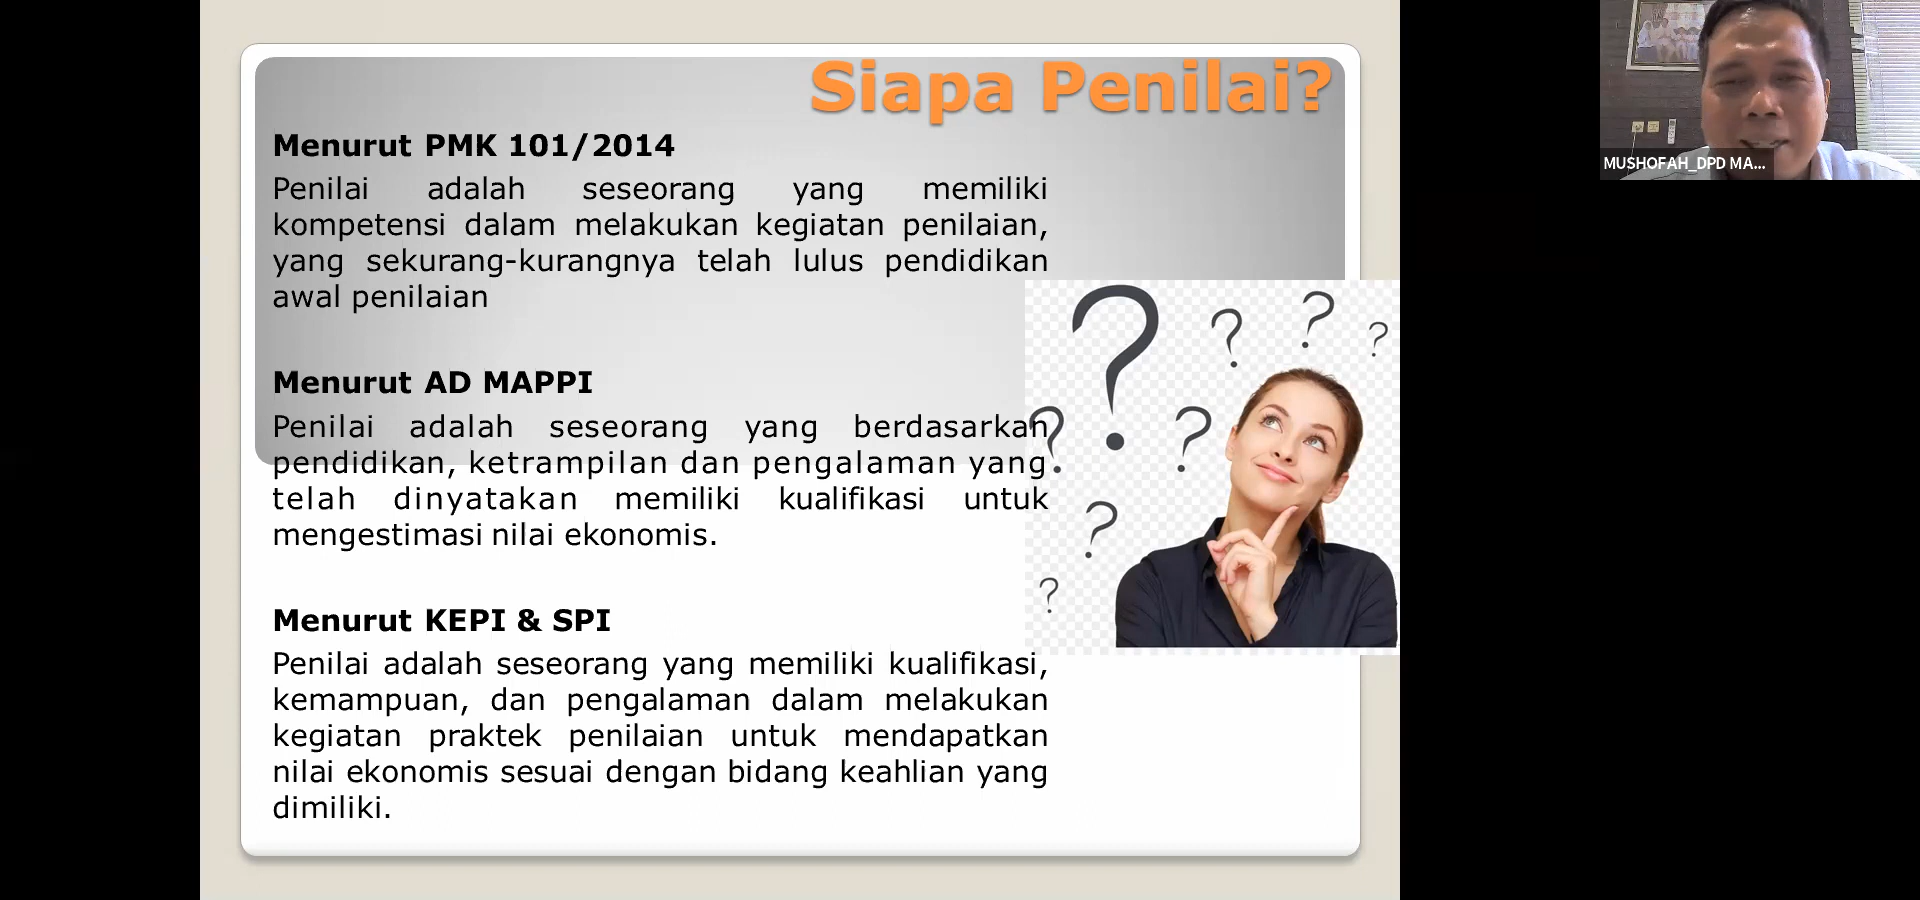 Siapa Penilai?
Menurut PMK 101/2014
Penilai adalah seseorang yang memiliki
kompetensi dalam melakukan kegiatan penilaian,
yang sekurang-kurangnya telah lulus pendidikan
awal penilaian
Menurut AD MAPPI
Penilai adalah seseorang yang berdasarkan
pendidikan, ketrampilan dan pengalaman yang
telah dinyatakan memiliki kualifikasi untuk
mengestimasi nilai ekonomis.
Menurut KEPI & SPI
Penilai adalah seseorang yang memiliki kualifikasi,
kemampuan, dan pengalaman dalam melakukan
kegiatan praktek penilaian untuk mendapatkan
nilai ekonomis sesuai dengan bidang keahlian yang
dimiliki.
? ? ? ? ? ? ? ?
MUSHOFAH_DPD MA...